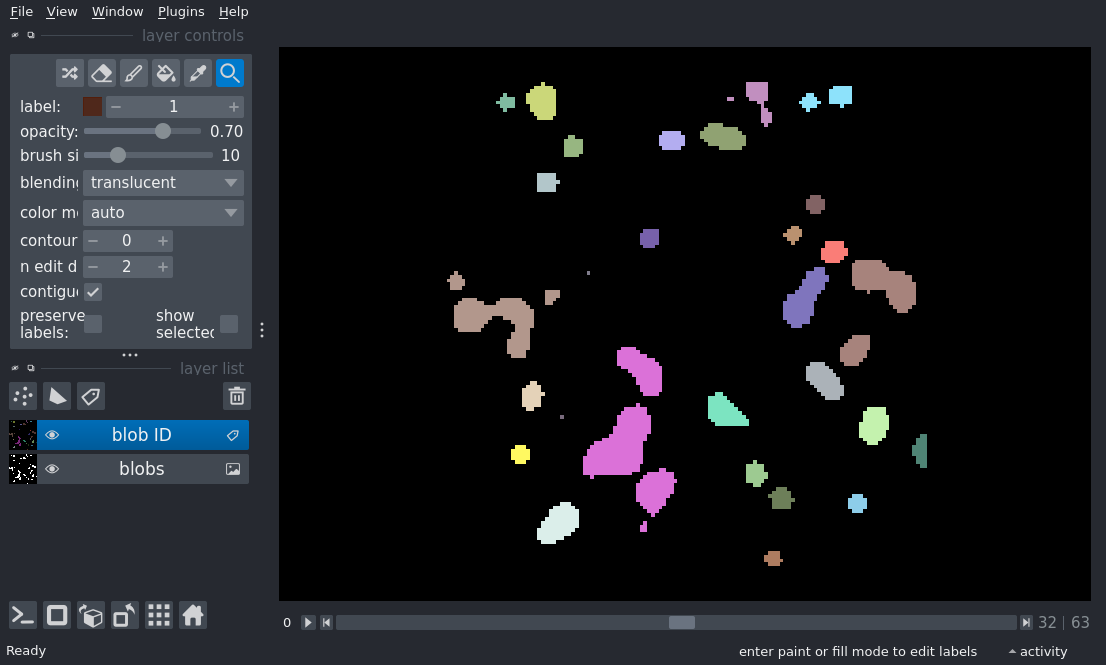 File View Window Plugins Help
layer controls
label: 1
opacity: 0.70
brush si 10
blending translucent
color m auto
contour 0
n edit d 2
contigu
preserve labels: show selected
layer list
blob ID
blobs
0 32 | 63
Ready enter paint or fill mode to edit labels activity